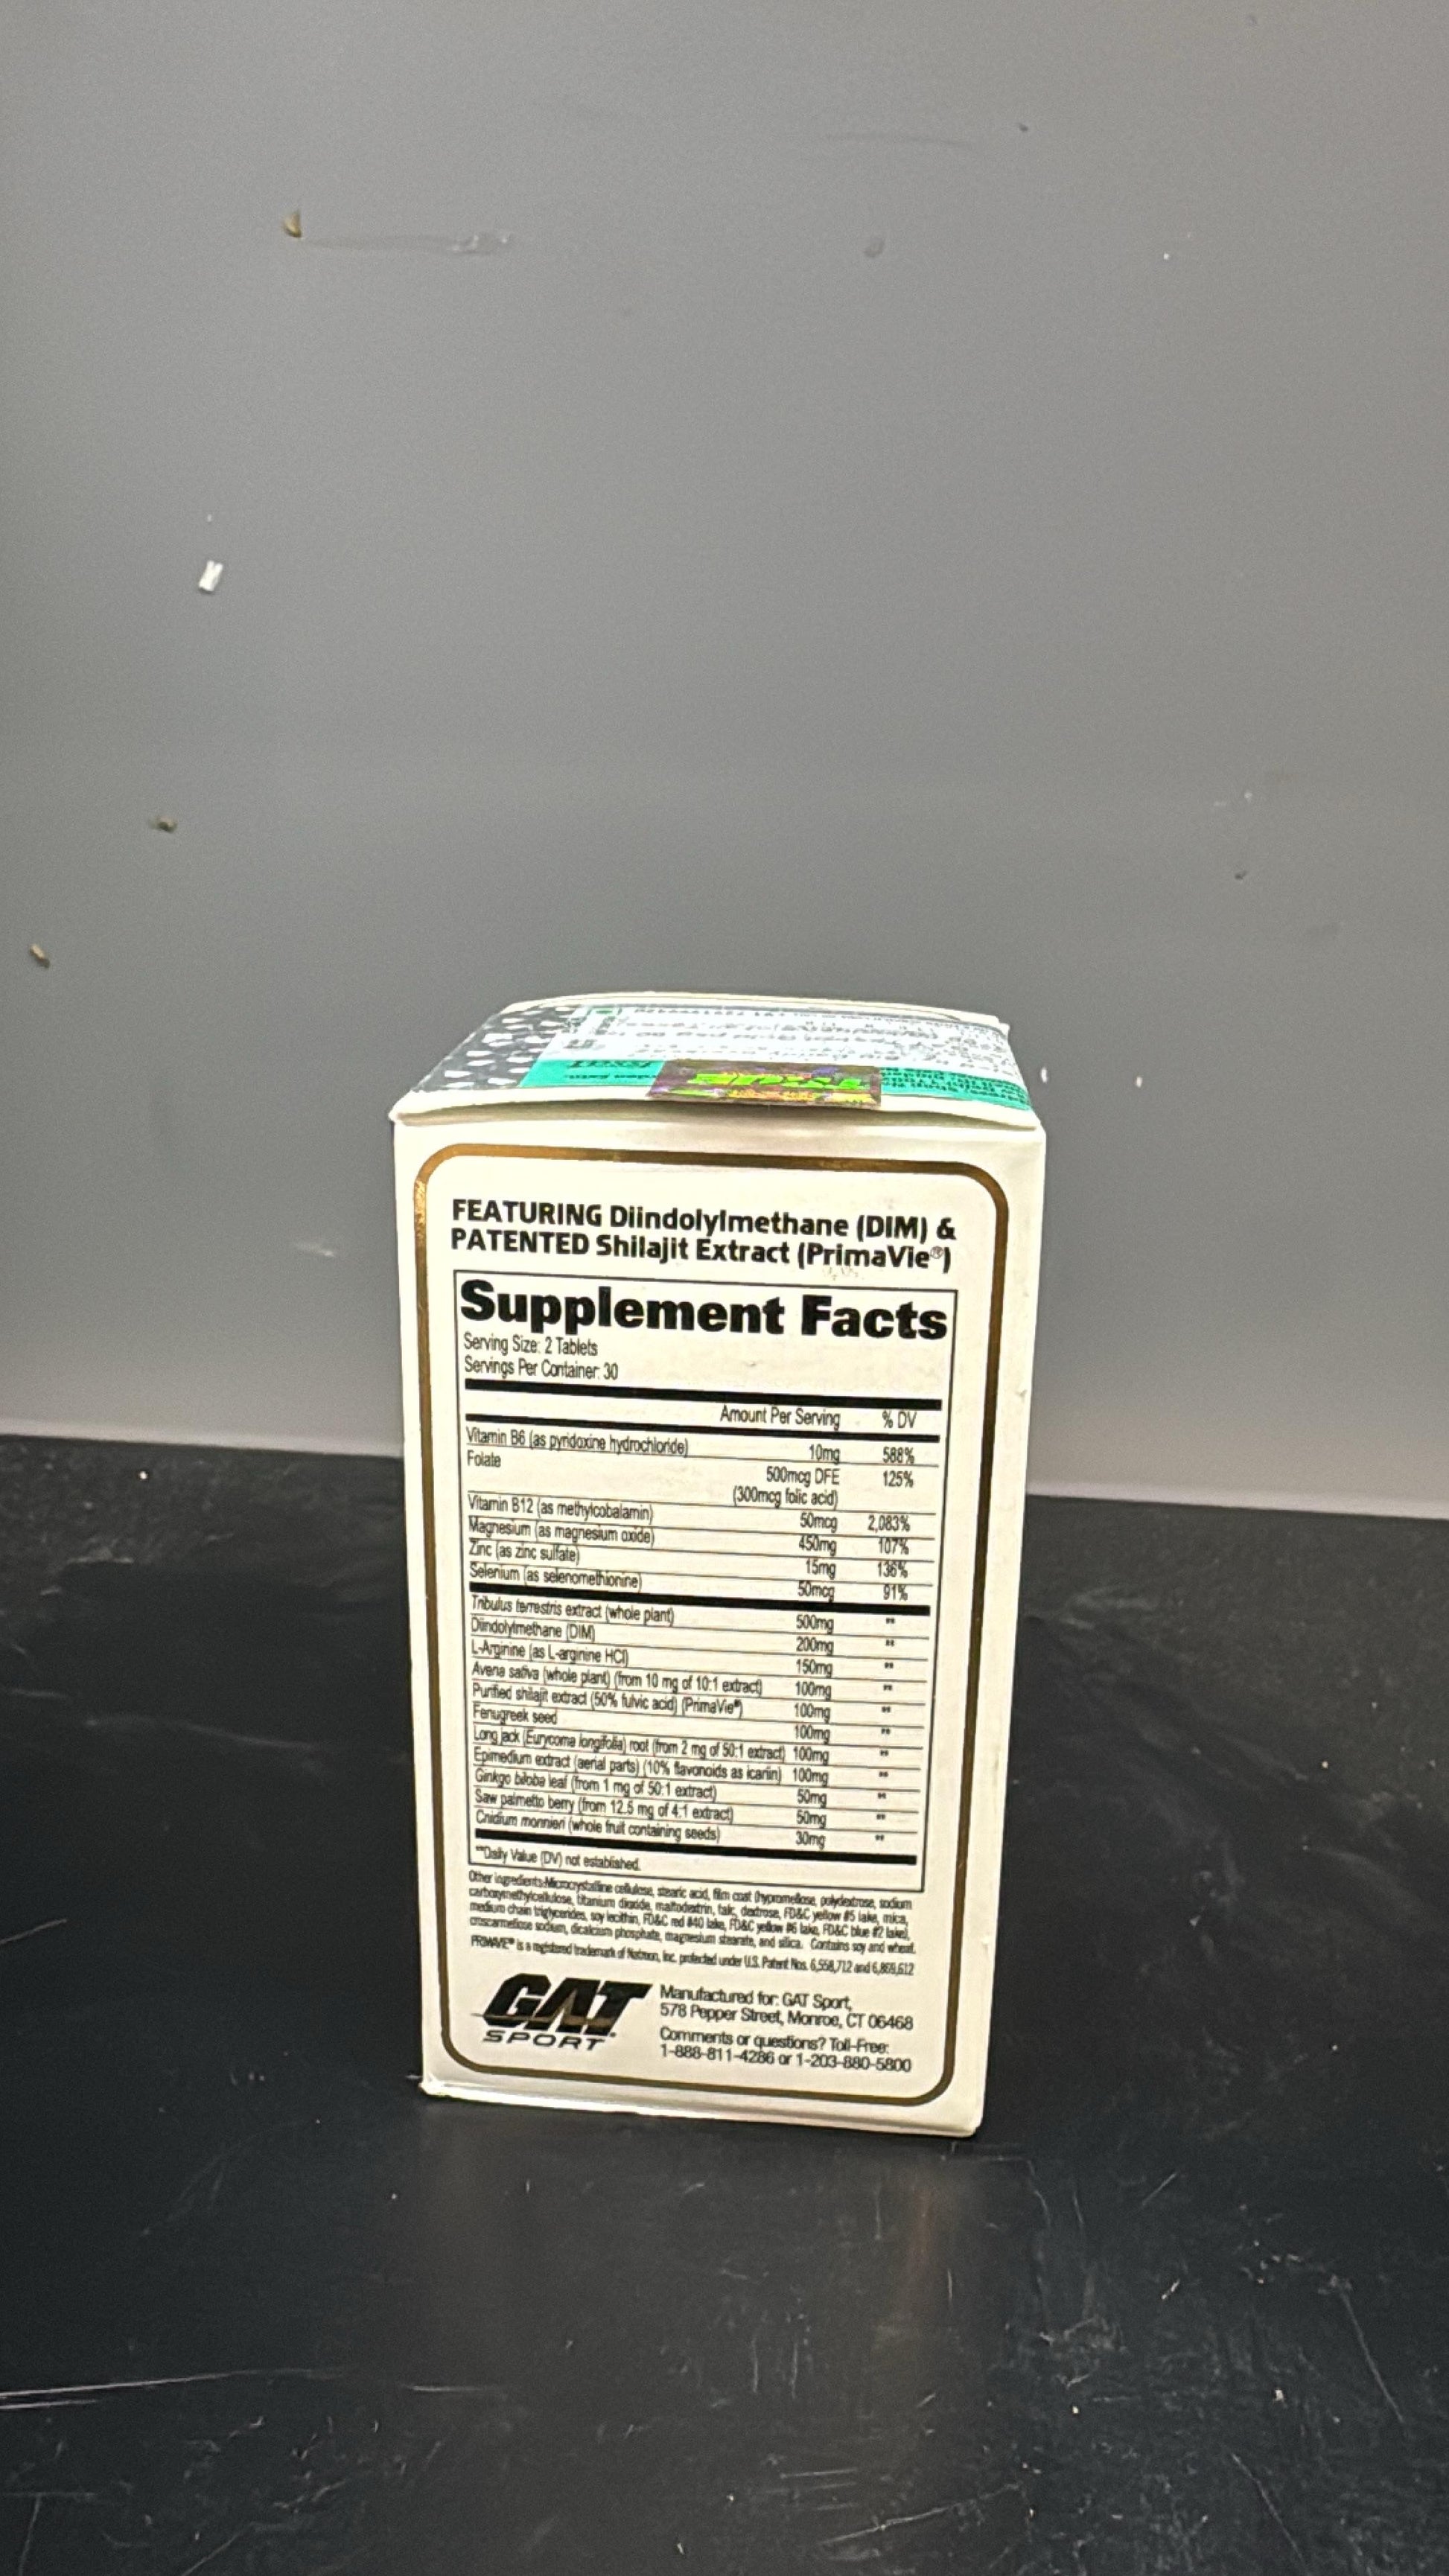 FEATURING Diindolylmethane (DIM) &
PATENTED Shilajit Extract (PrimaVie®)
Supplement Facts
Serving Size: 2 Tablets
Servings Per Container: 30
Amount Per Serving % DV
Vitamin B6 (as pyridoxine hydrochloride) 10mg 588%
Folate 500mcg DFE 125%
(300mcg folic acid)
Vitamin B12 (as methylcobalamin) 50mcg 2,083%
Magnesium (as magnesium oxide) 450mg 107%
Zinc (as zinc sulfate) 15mg 136%
Selenium (as selenomethionine) 50mcg 91%
Tribulus terrestris extract (whole plant) 500mg **
Diindolylmethane (DIM) 200mg **
L-Arginine (as L-arginine HCl) 150mg **
Avena sativa (whole plant) (from 10 mg of 10:1 extract) 100mg **
Purified shilajit extract (50% fulvic acid) (PrimaVie®) 100mg **
Fenugreek seed 100mg **
Long jack (Eurycoma longifolia) root (from 2 mg of 50:1 extract) 100mg **
Epimedium extract (aerial parts) (10% flavonoids as icariin) 100mg **
Ginkgo biloba leaf (from 1 mg of 50:1 extract) 50mg **
Saw palmetto berry (from 12.5 mg of 4:1 extract) 50mg **
Cnidium monnieri (whole fruit containing seeds) 30mg **
**Daily Value (DV) not established.
Other ingredients: Microcrystalline cellulose, stearic acid, film coat (hypromellose, polydextrose, sodium
carboxymethylcellulose, titanium dioxide, maltodextrin, talc, dextrose, FD&C yellow #5 lake, mica,
medium chain triglycerides, soy lecithin, FD&C red #40 lake, FD&C yellow #6 lake, FD&C blue #2 lake),
croscarmellose sodium, dicalcium phosphate, magnesium stearate, and silica. Contains soy and wheat.
PRIMAVIE® is a registered trademark of Natreon, Inc. protected under U.S. Patent Nos. 6,558,712 and 6,869,612
GAT
SPORT®
Manufactured for: GAT Sport,
578 Pepper Street, Monroe, CT 06468
Comments or questions? Toll-Free:
1-888-811-4286 or 1-203-880-5800